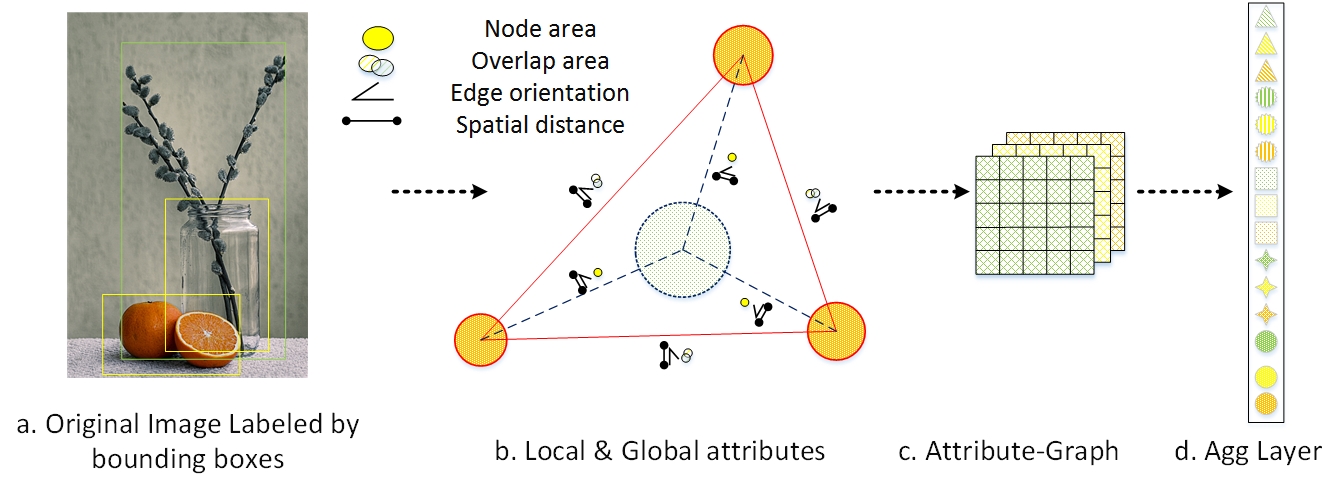 Node area
Overlap area
Edge orientation
Spatial distance
a. Original Image Labeled by
bounding boxes
b. Local & Global attributes
c. Attribute-Graph
d. Agg Layer